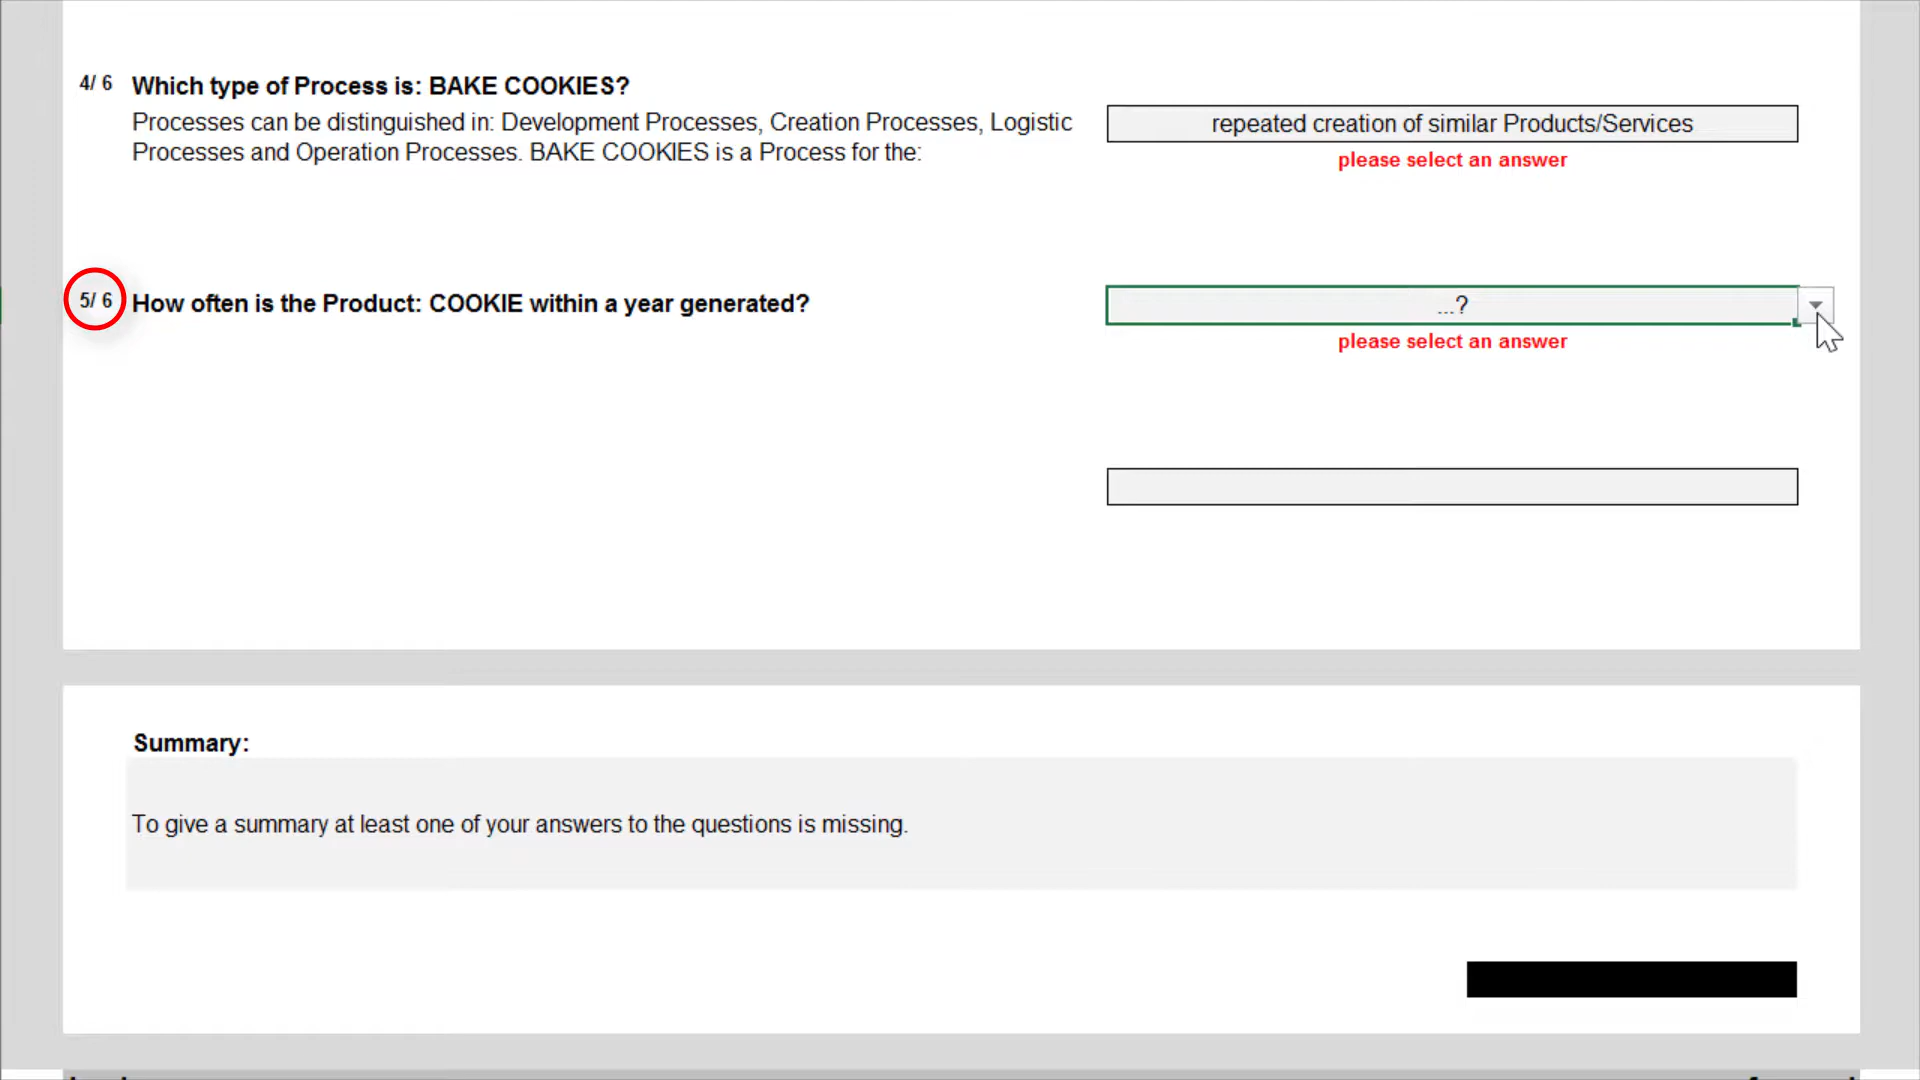 4/ 6 Which type of Process is: BAKE COOKIES?
Processes can be distinguished in: Development Processes, Creation Processes, Logistic
Processes and Operation Processes. BAKE COOKIES is a Process for the:
repeated creation of similar Products/Services
please select an answer
5/ 6 How often is the Product: COOKIE within a year generated?
...?
please select an answer
Summary:
To give a summary at least one of your answers to the questions is missing.